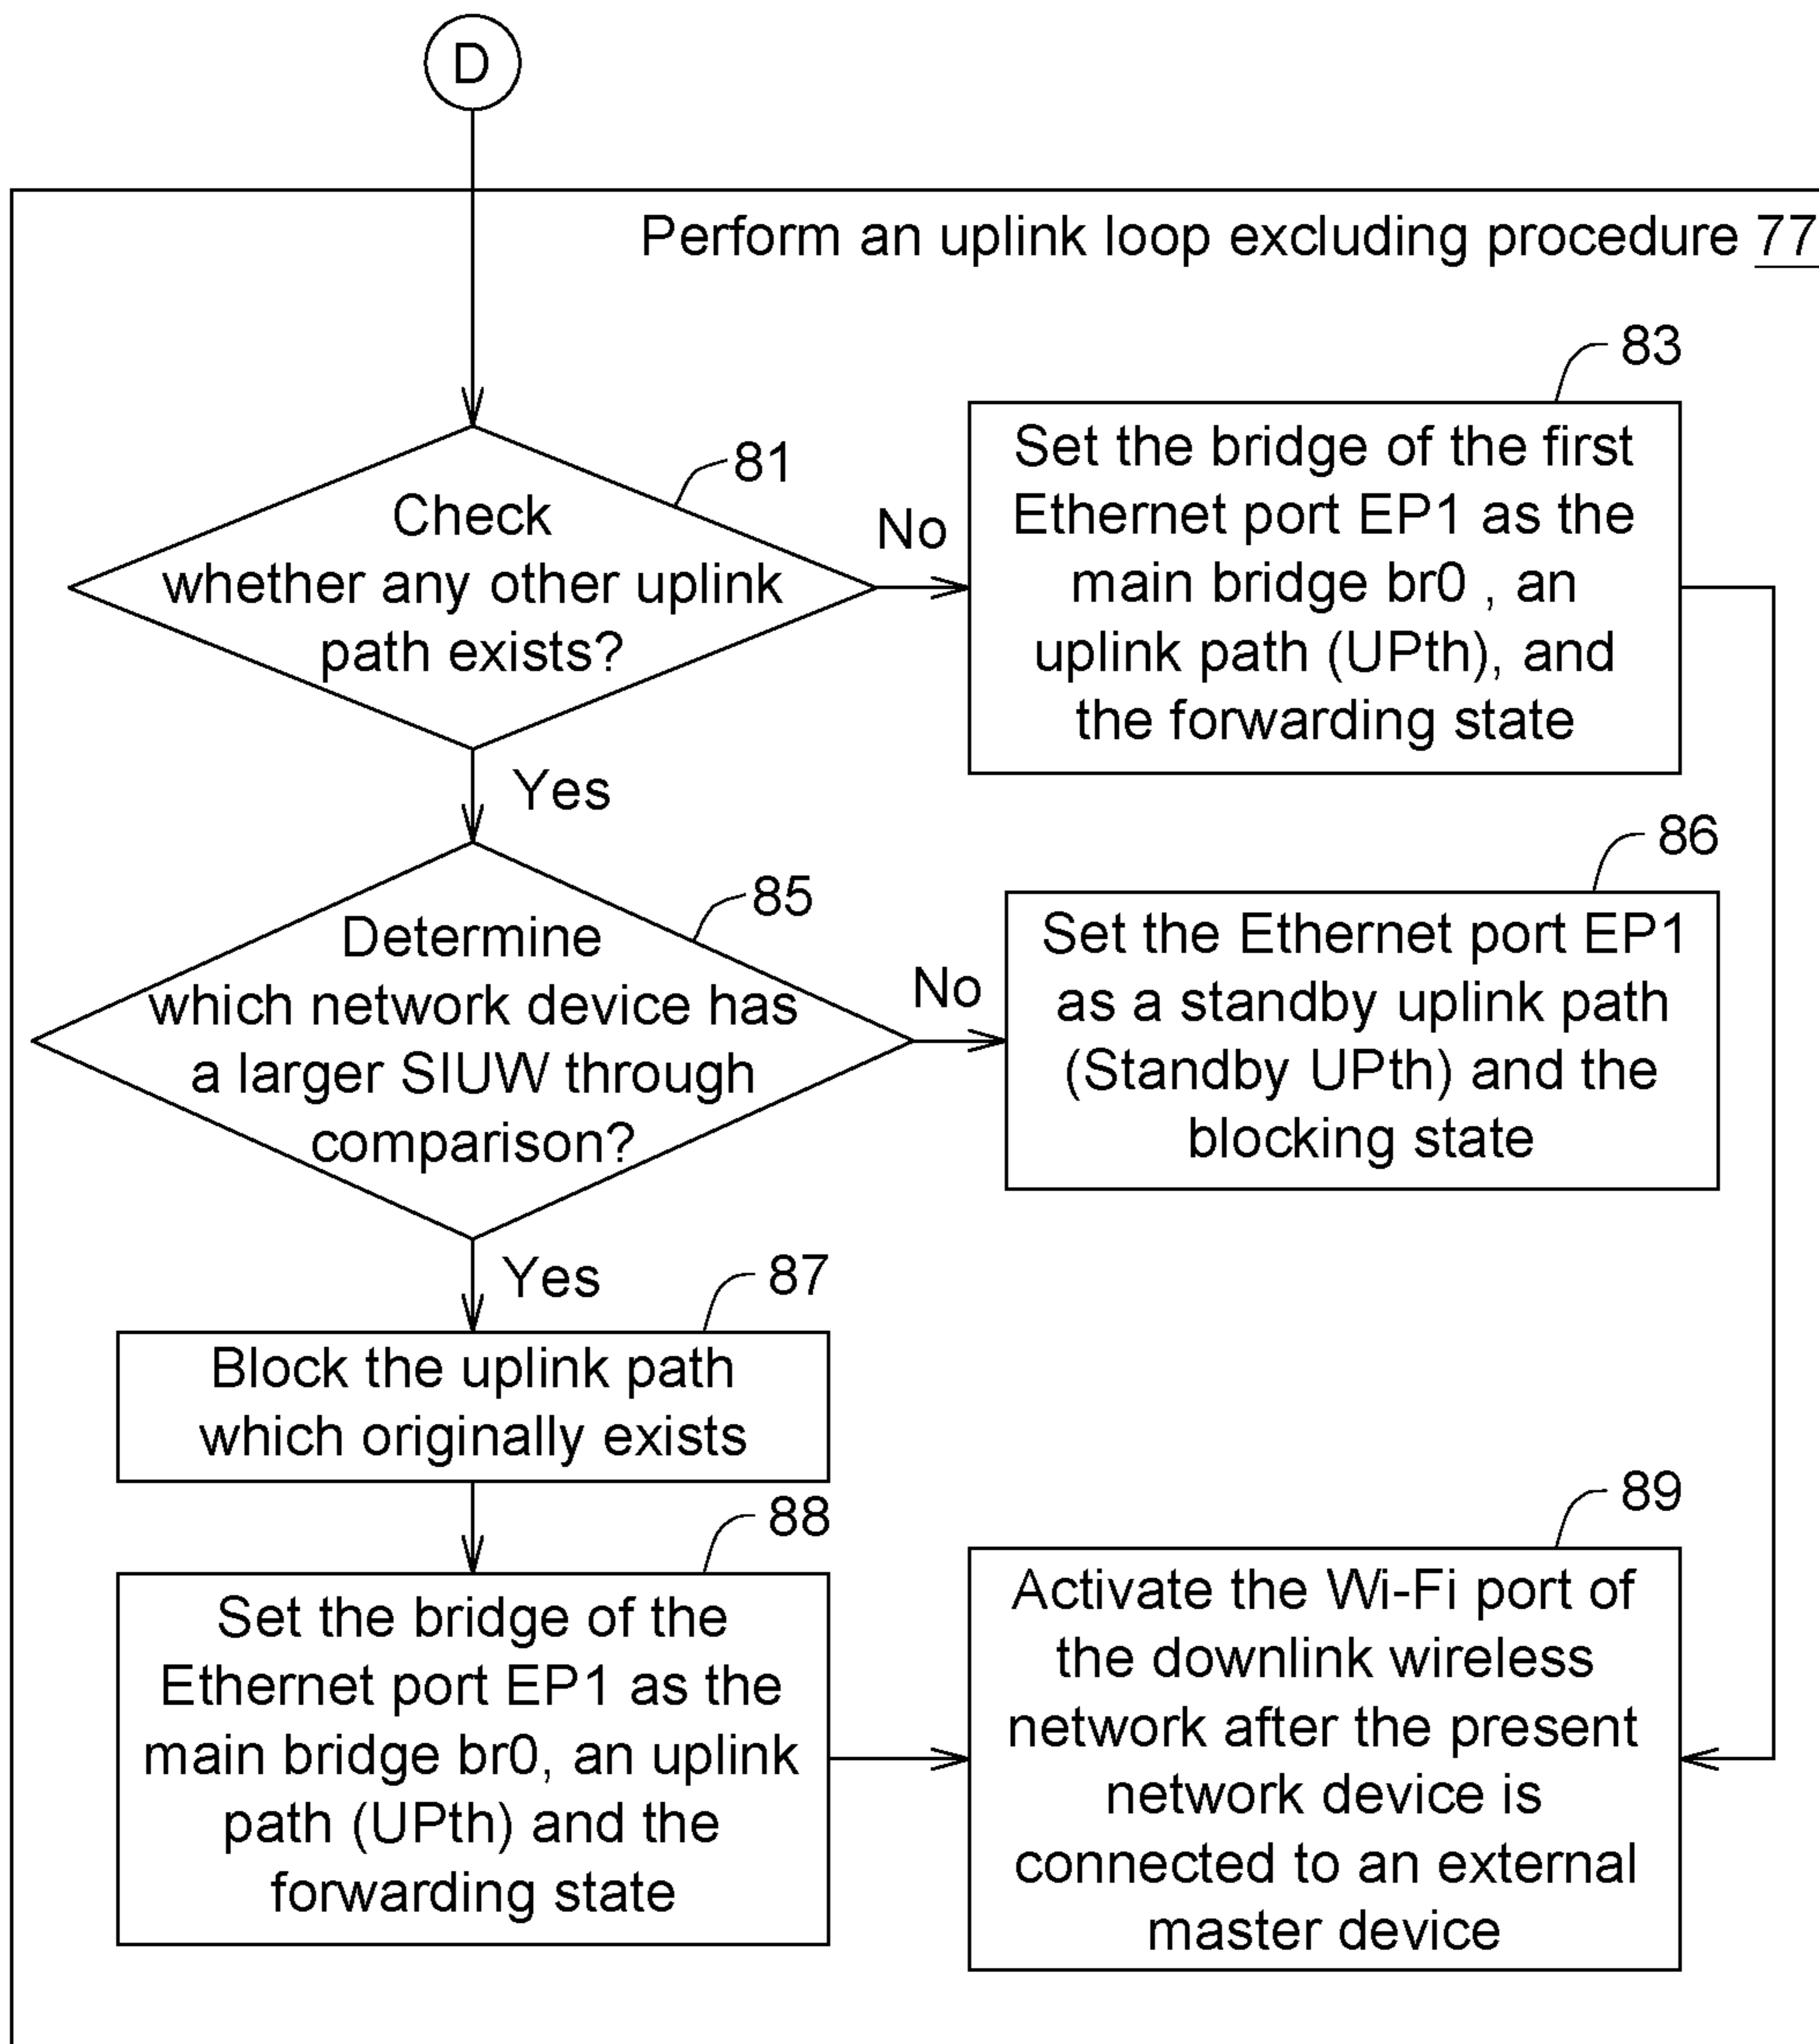 D
Perform an uplink loop excluding procedure 77
81
Check
whether any other uplink
path exists?
No
83
Set the bridge of the first
Ethernet port EP1 as the
main bridge br0 , an
uplink path (UPth), and
the forwarding state
Yes
85
Determine
which network device has
a larger SIUW through
comparison?
No
86
Set the Ethernet port EP1
as a standby uplink path
(Standby UPth) and the
blocking state
Yes
87
Block the uplink path
which originally exists
88
Set the bridge of the
Ethernet port EP1 as the
main bridge br0, an uplink
path (UPth) and the
forwarding state
89
Activate the Wi-Fi port of
the downlink wireless
network after the present
network device is
connected to an external
master device